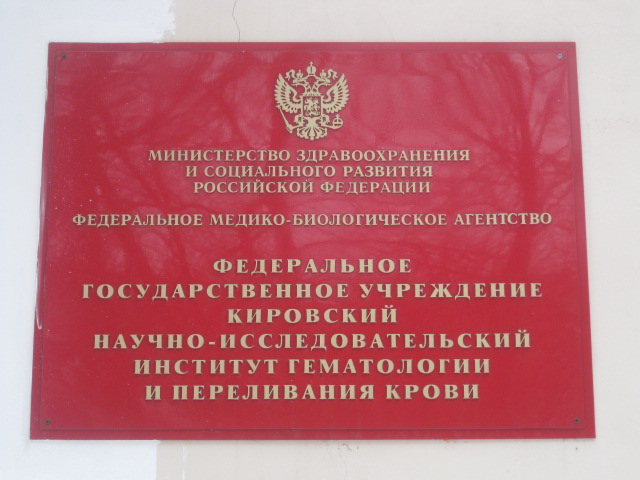 МИНИСТЕРСТВО ЗДРАВООХРАНЕНИЯ
И СОЦИАЛЬНОГО РАЗВИТИЯ
РОССИЙСКОЙ ФЕДЕРАЦИИ
ФЕДЕРАЛЬНОЕ МЕДИКО-БИОЛОГИЧЕСКОЕ АГЕНТСТВО
ФЕДЕРАЛЬНОЕ
ГОСУДАРСТВЕННОЕ УЧРЕЖДЕНИЕ
КИРОВСКИЙ
НАУЧНО-ИССЛЕДОВАТЕЛЬСКИЙ
ИНСТИТУТ ГЕМАТОЛОГИИ
И ПЕРЕЛИВАНИЯ КРОВИ